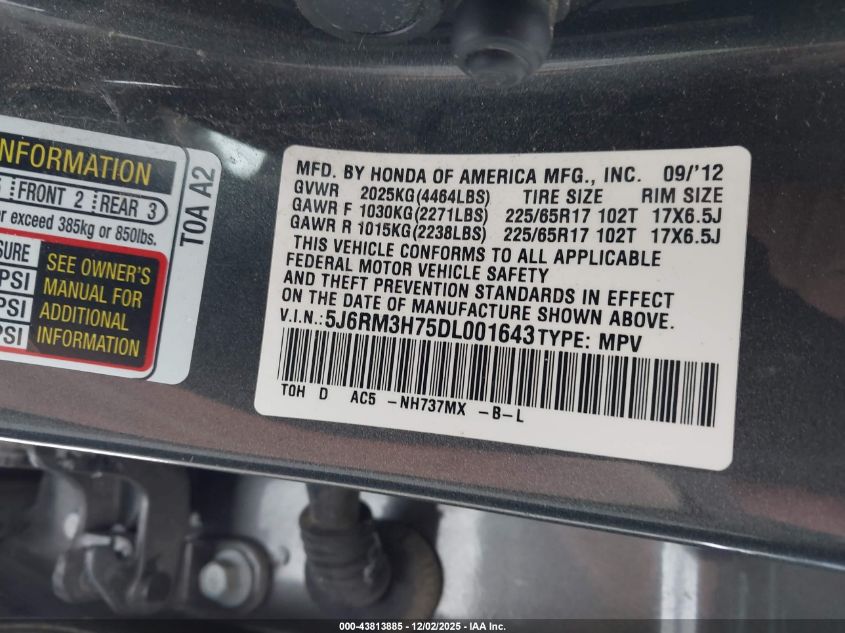 NFORMATION
FRONT 2 REAR 3
r exceed 385kg or 850lbs.
SURE
PSI
PSI
PSI
SEE OWNER'S
MANUAL FOR
ADDITIONAL
INFORMATION
T0A A2
MFD. BY HONDA OF AMERICA MFG., INC. 09/'12
GVWR 2025KG(4464LBS) TIRE SIZE RIM SIZE
GAWR F 1030KG(2271LBS) 225/65R17 102T 17X6.5J
GAWR R 1015KG(2238LBS) 225/65R17 102T 17X6.5J
THIS VEHICLE CONFORMS TO ALL APPLICABLE
FEDERAL MOTOR VEHICLE SAFETY
AND THEFT PREVENTION STANDARDS IN EFFECT
ON THE DATE OF MANUFACTURE SHOWN ABOVE.
V.I.N.:5J6RM3H75DL001643 TYPE: MPV
T0H D AC5 -NH737MX -B-L
000-43813885 - 12/02/2025 - IAA Inc.